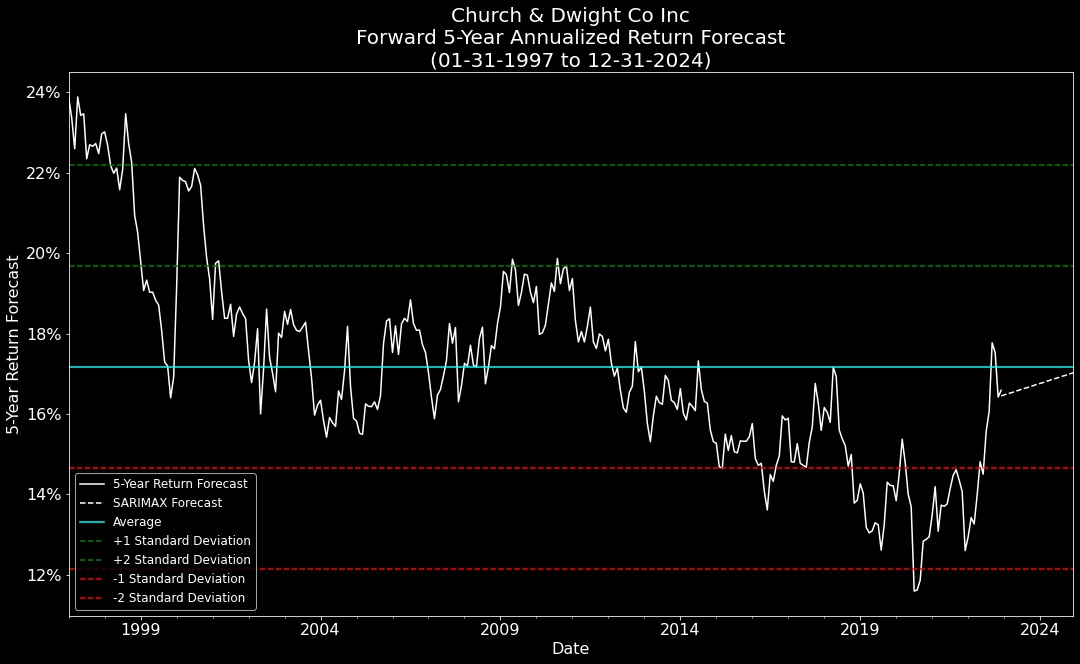 Church & Dwight Co Inc
Forward 5-Year Annualized Return Forecast
(01-31-1997 to 12-31-2024)
5-Year Return Forecast
24%
22%
20%
18%
16%
14%
12%
5-Year Return Forecast
SARIMAX Forecast
Average
+1 Standard Deviation
+2 Standard Deviation
-1 Standard Deviation
-2 Standard Deviation
1999
2004
2009
2014
2019
2024
Date